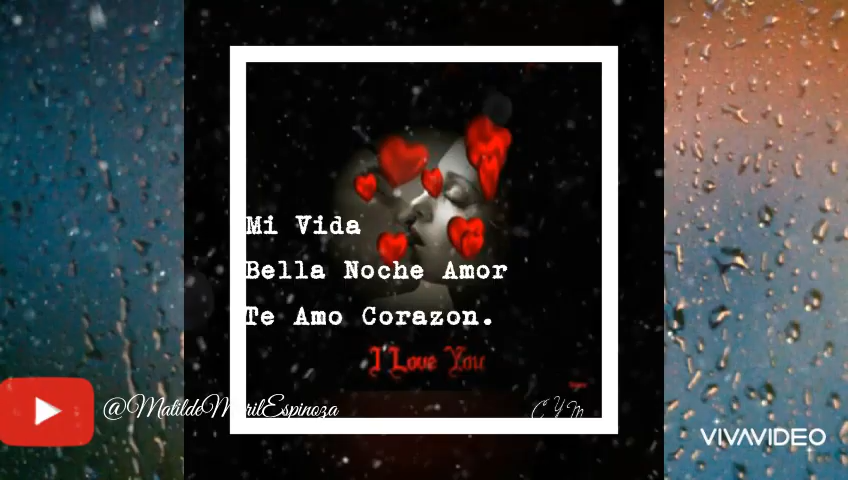 Mi Vida
Bella Noche Amor
Te Amo Corazon.
I Love You
@MatildeMarilEspinoza
C Y M
VIVAVIDEO